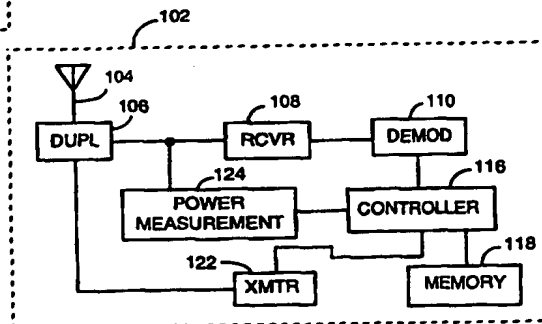 102
104
106
DUPL
108
RCVR
110
DEMOD
124
POWER
MEASUREMENT
116
CONTROLLER
122
XMTR
118
MEMORY